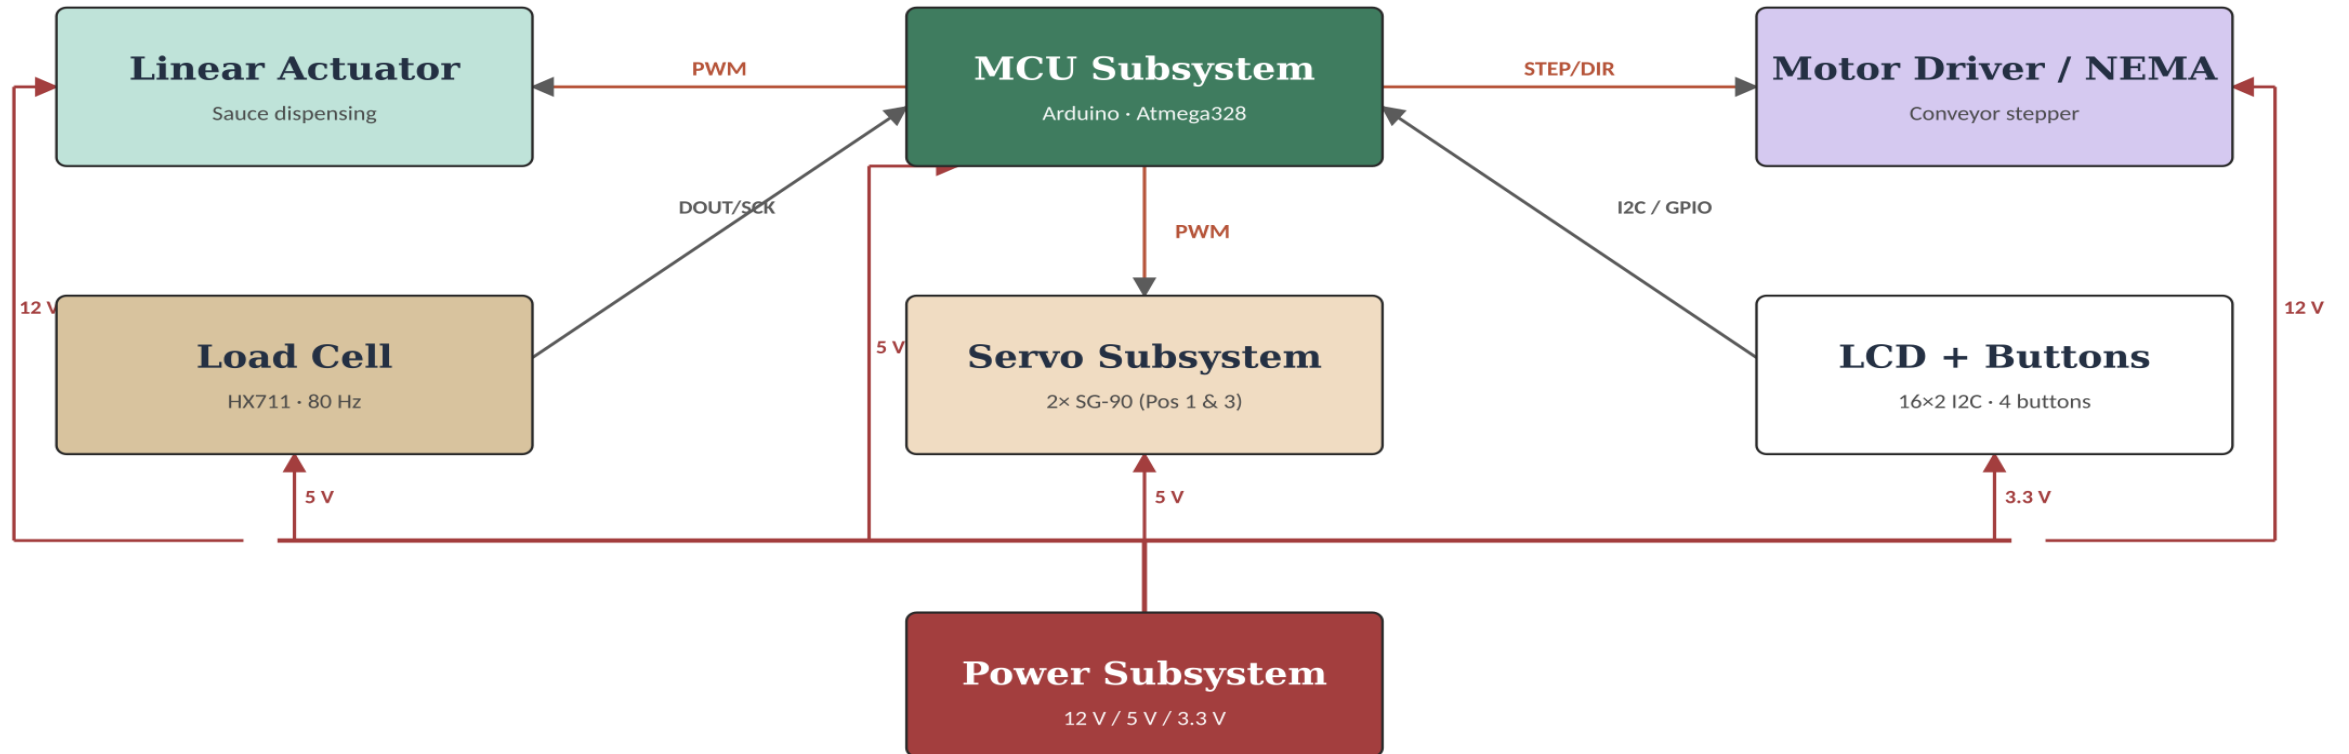 Linear Actuator
Sauce dispensing
PWM
MCU Subsystem
Arduino · Atmega328
STEP/DIR
Motor Driver / NEMA
Conveyor stepper
DOUT/SCK
PWM
I2C / GPIO
12 V
Load Cell
HX711 · 80 Hz
5 V
Servo Subsystem
2× SG-90 (Pos 1 & 3)
LCD + Buttons
16×2 I2C · 4 buttons
12 V
5 V
5 V
3.3 V
Power Subsystem
12 V / 5 V / 3.3 V